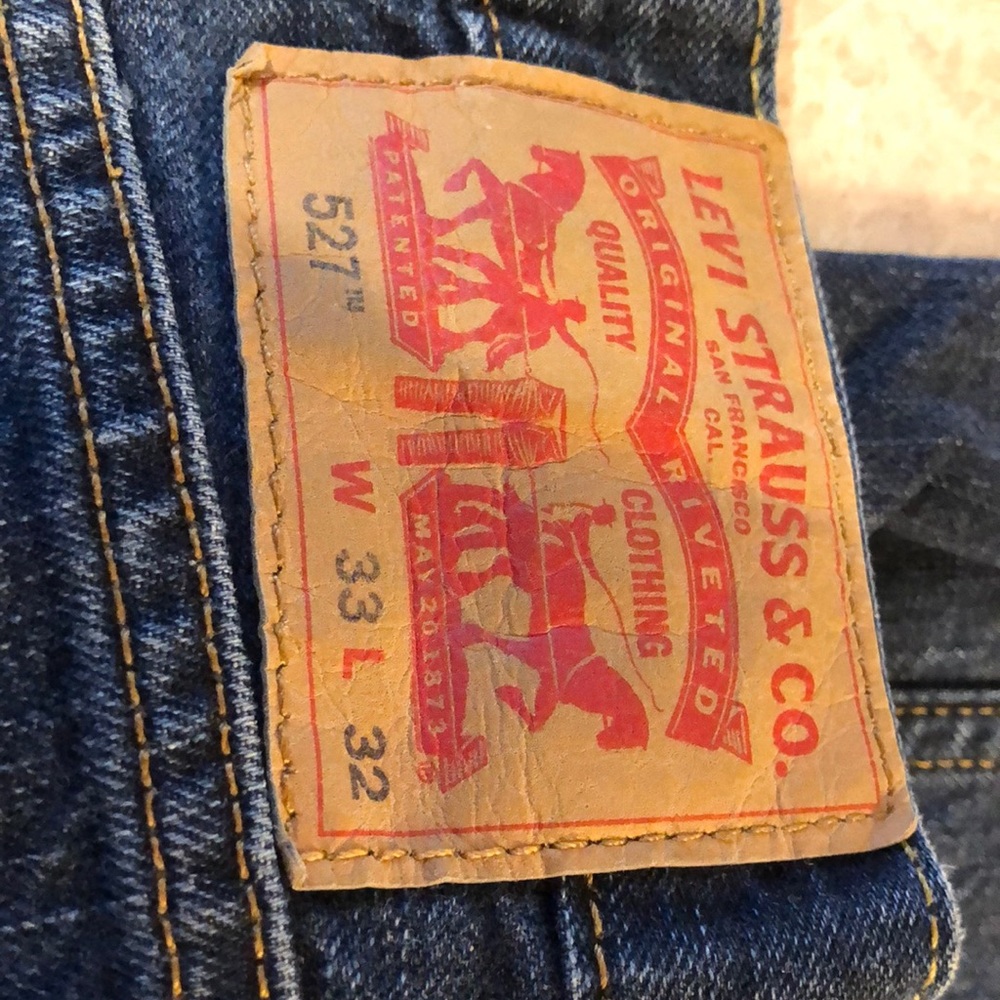 LEVI STRAUSS & CO.
SAN FRANCISCO
CAL.
ORIGINAL RIVETED
QUALITY CLOTHING
PATENTED MAY 20 1873 ®
527™ W 33 L 32